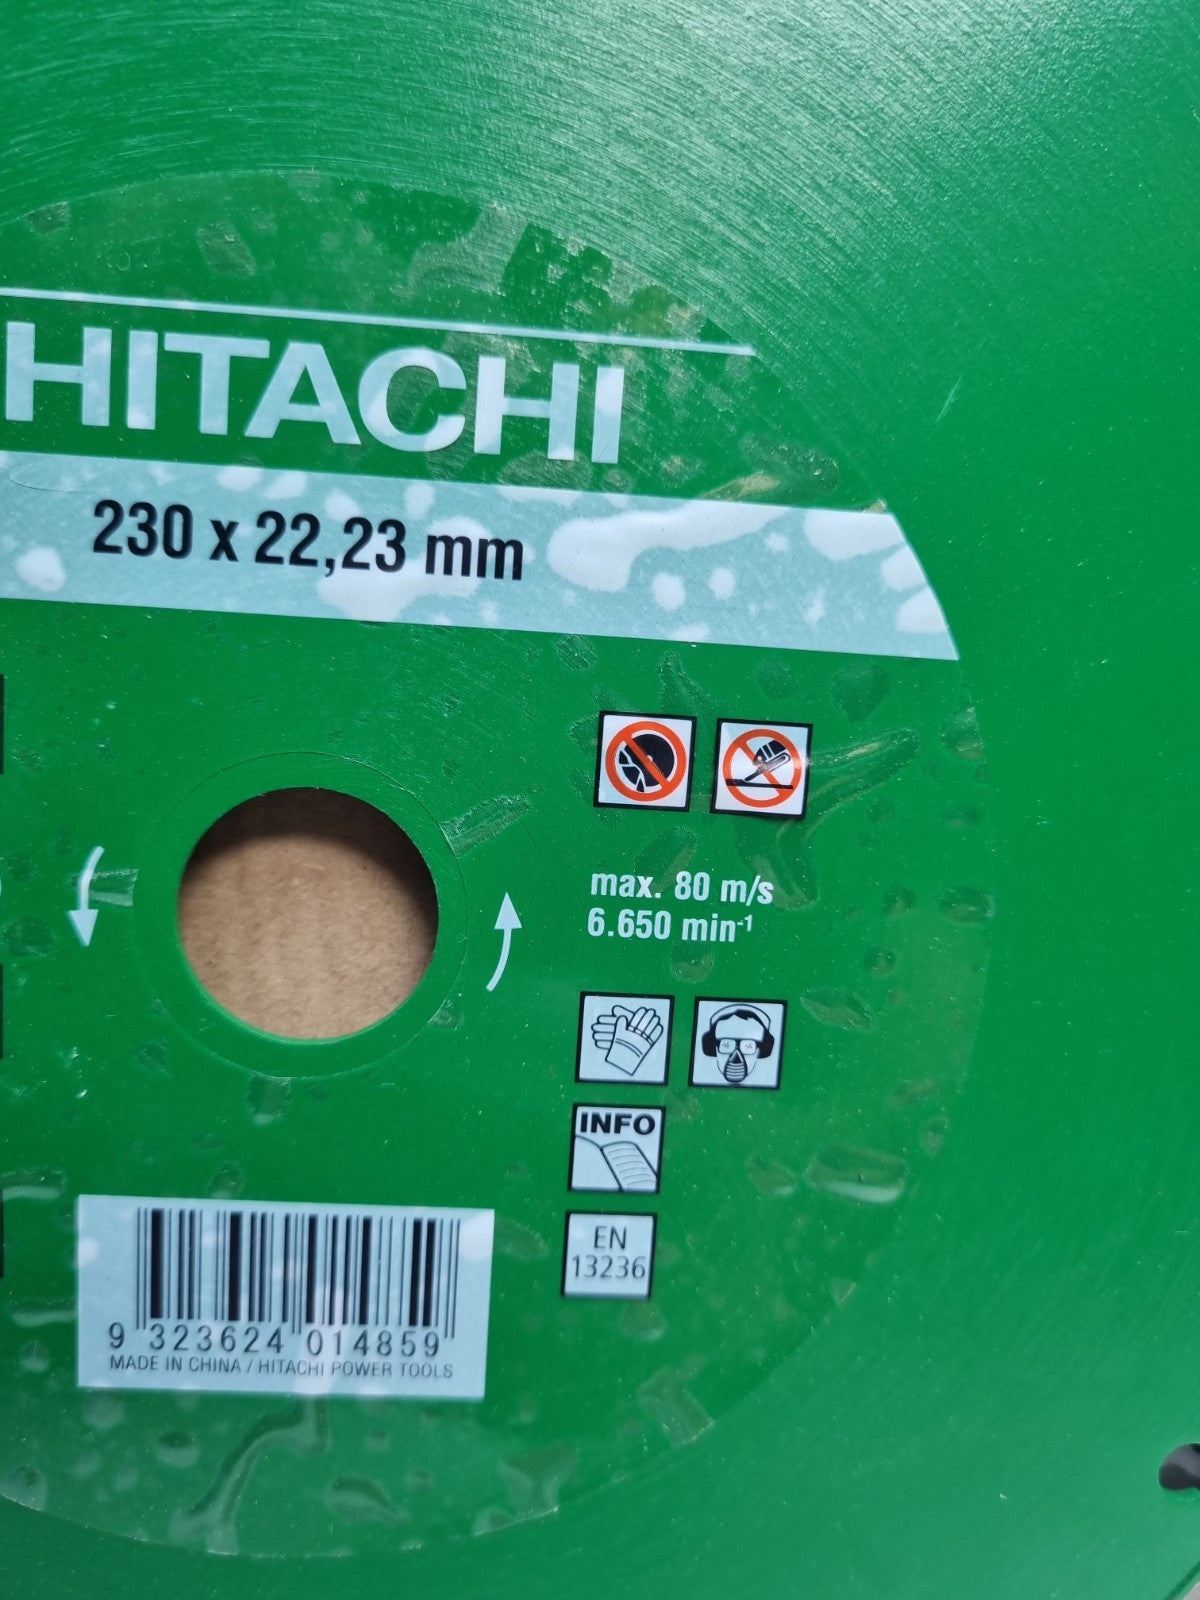 HITACHI
230 x 22,23 mm
max. 80 m/s
6.650 min-1
INFO
EN
13236
9 323624 014859
MADE IN CHINA / HITACHI POWER TOOLS